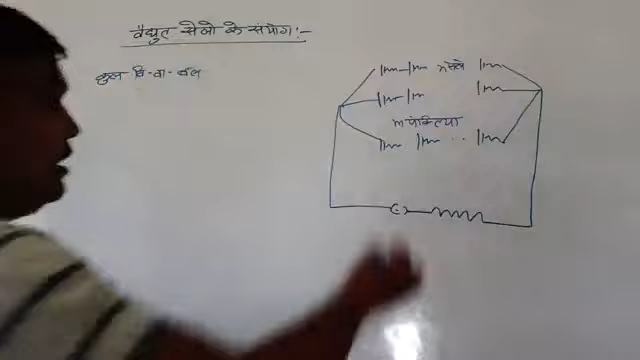 वैद्युत सेलो के संयोग:-
कुल वि-वा-बल
n सेले
m पंक्तिया